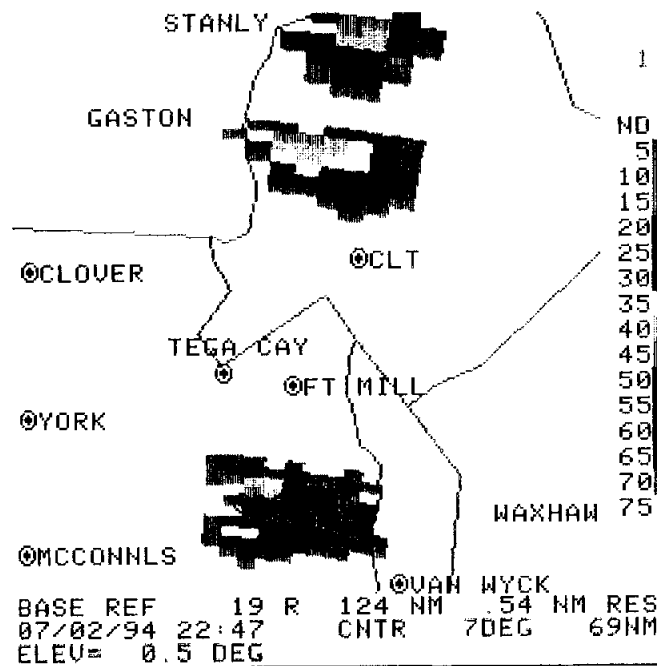 STANLY
1
GASTON
ND
5
10
15
20
25
30
35
40
45
50
55
60
65
70
75
CLT
CLOVER
TEGA CAY
FT MILL
YORK
WAXHAW
MCCONNLS
VAN WYCK
BASE REF 19 R 124 NM .54 NM RES
07/02/94 22:47 CNTR 7DEG 69NM
ELEV= 0.5 DEG